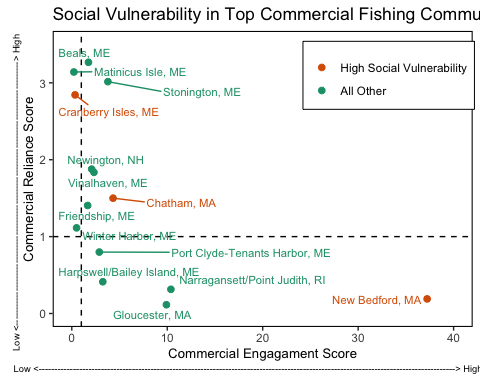 Social Vulnerability in Top Commercial Fishing Commu
High Social Vulnerability
All Other
Beals, ME
Matinicus Isle, ME
Stonington, ME
Cranberry Isles, ME
Newington, NH
Vinalhaven, ME
Chatham, MA
Friendship, ME
Winter Harbor, ME
Port Clyde-Tenants Harbor, ME
Harpswell/Bailey Island, ME
Narragansett/Point Judith, RI
New Bedford, MA
Gloucester, MA
3
2
1
0
0
10
20
30
40
Commercial Reliance Score
Low <---> High
Commercial Engagament Score
Low <---> High